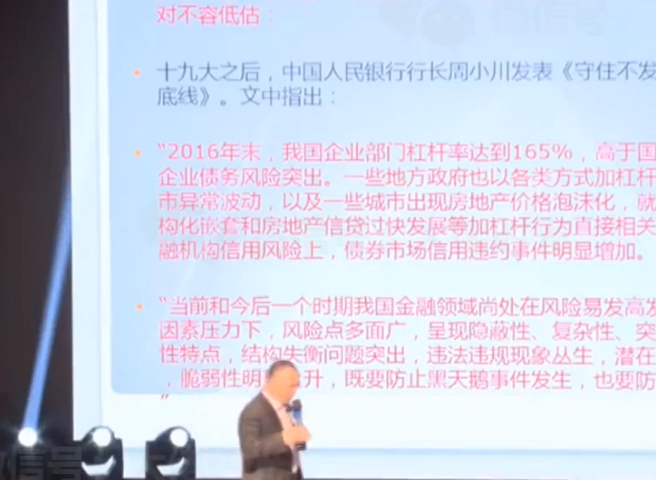 对不容低估：
十九大之后，中国人民银行行长周小川发表《守住不发
底线》。文中指出：
“2016年末，我国企业部门杠杆率达到165%，高于国
企业债务风险突出。一些地方政府也以各类方式加杠杆
市异常波动，以及一些城市出现房地产价格泡沫化，就
构化嵌套和房地产信贷过快发展等加杠杆行为直接相关
融机构信用风险上，债券市场信用违约事件明显增加。
“当前和今后一个时期我国金融领域尚处在风险易发高发
因素压力下，风险点多面广，呈现隐蔽性、复杂性、突
性特点，结构失衡问题突出，违法违规现象丛生，潜在
，脆弱性明 升，既要防止黑天鹅事件发生，也要防
”
微信号